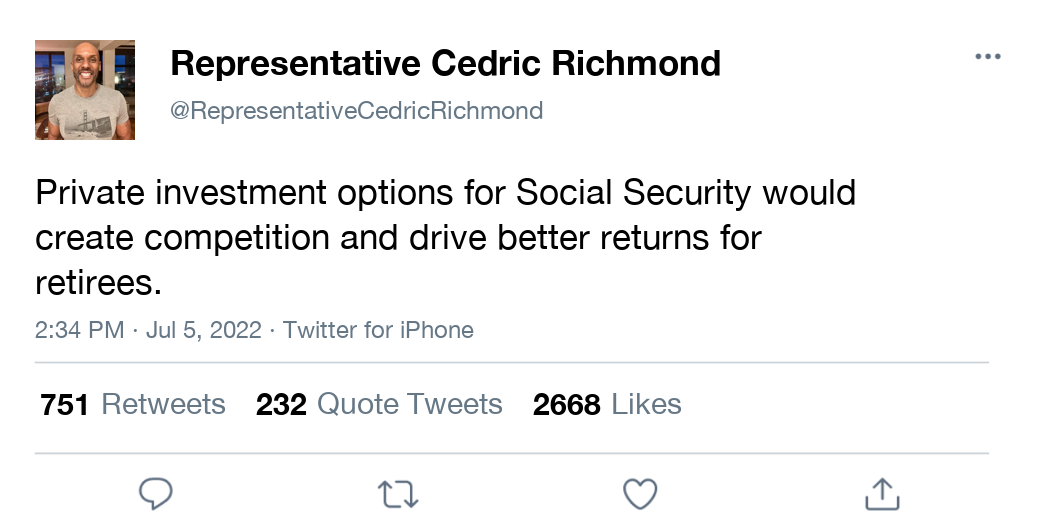 Representative Cedric Richmond
@RepresentativeCedricRichmond
Private investment options for Social Security would
create competition and drive better returns for
retirees.
2:34 PM · Jul 5, 2022 · Twitter for iPhone
751 Retweets 232 Quote Tweets 2668 Likes